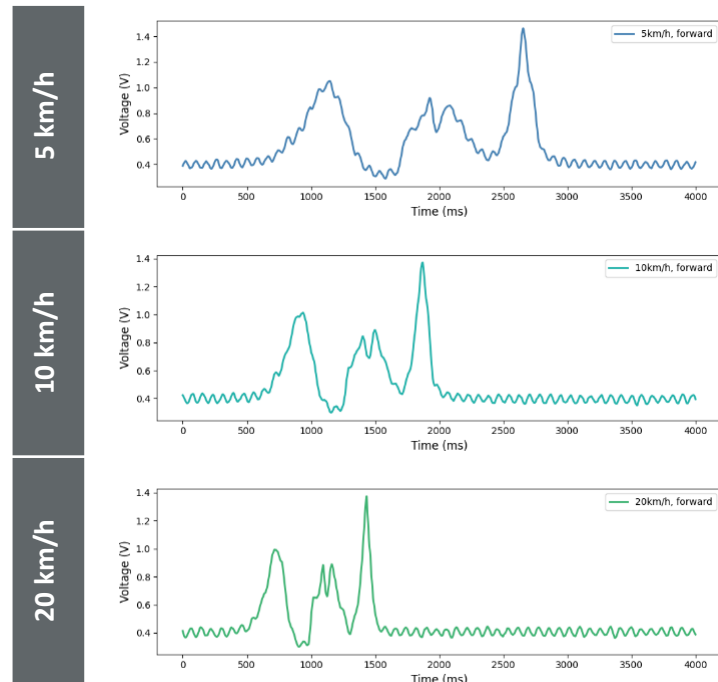 5 km/h
1.4
1.2
1.0
0.8
0.6
0.4
Voltage (V)
5km/h, forward
0 500 1000 1500 2000 2500 3000 3500 4000
Time (ms)
10 km/h
1.4
1.2
1.0
0.8
0.6
0.4
Voltage (V)
10km/h, forward
0 500 1000 1500 2000 2500 3000 3500 4000
Time (ms)
20 km/h
1.4
1.2
1.0
0.8
0.6
0.4
Voltage (V)
20km/h, forward
0 500 1000 1500 2000 2500 3000 3500 4000
Time (ms)